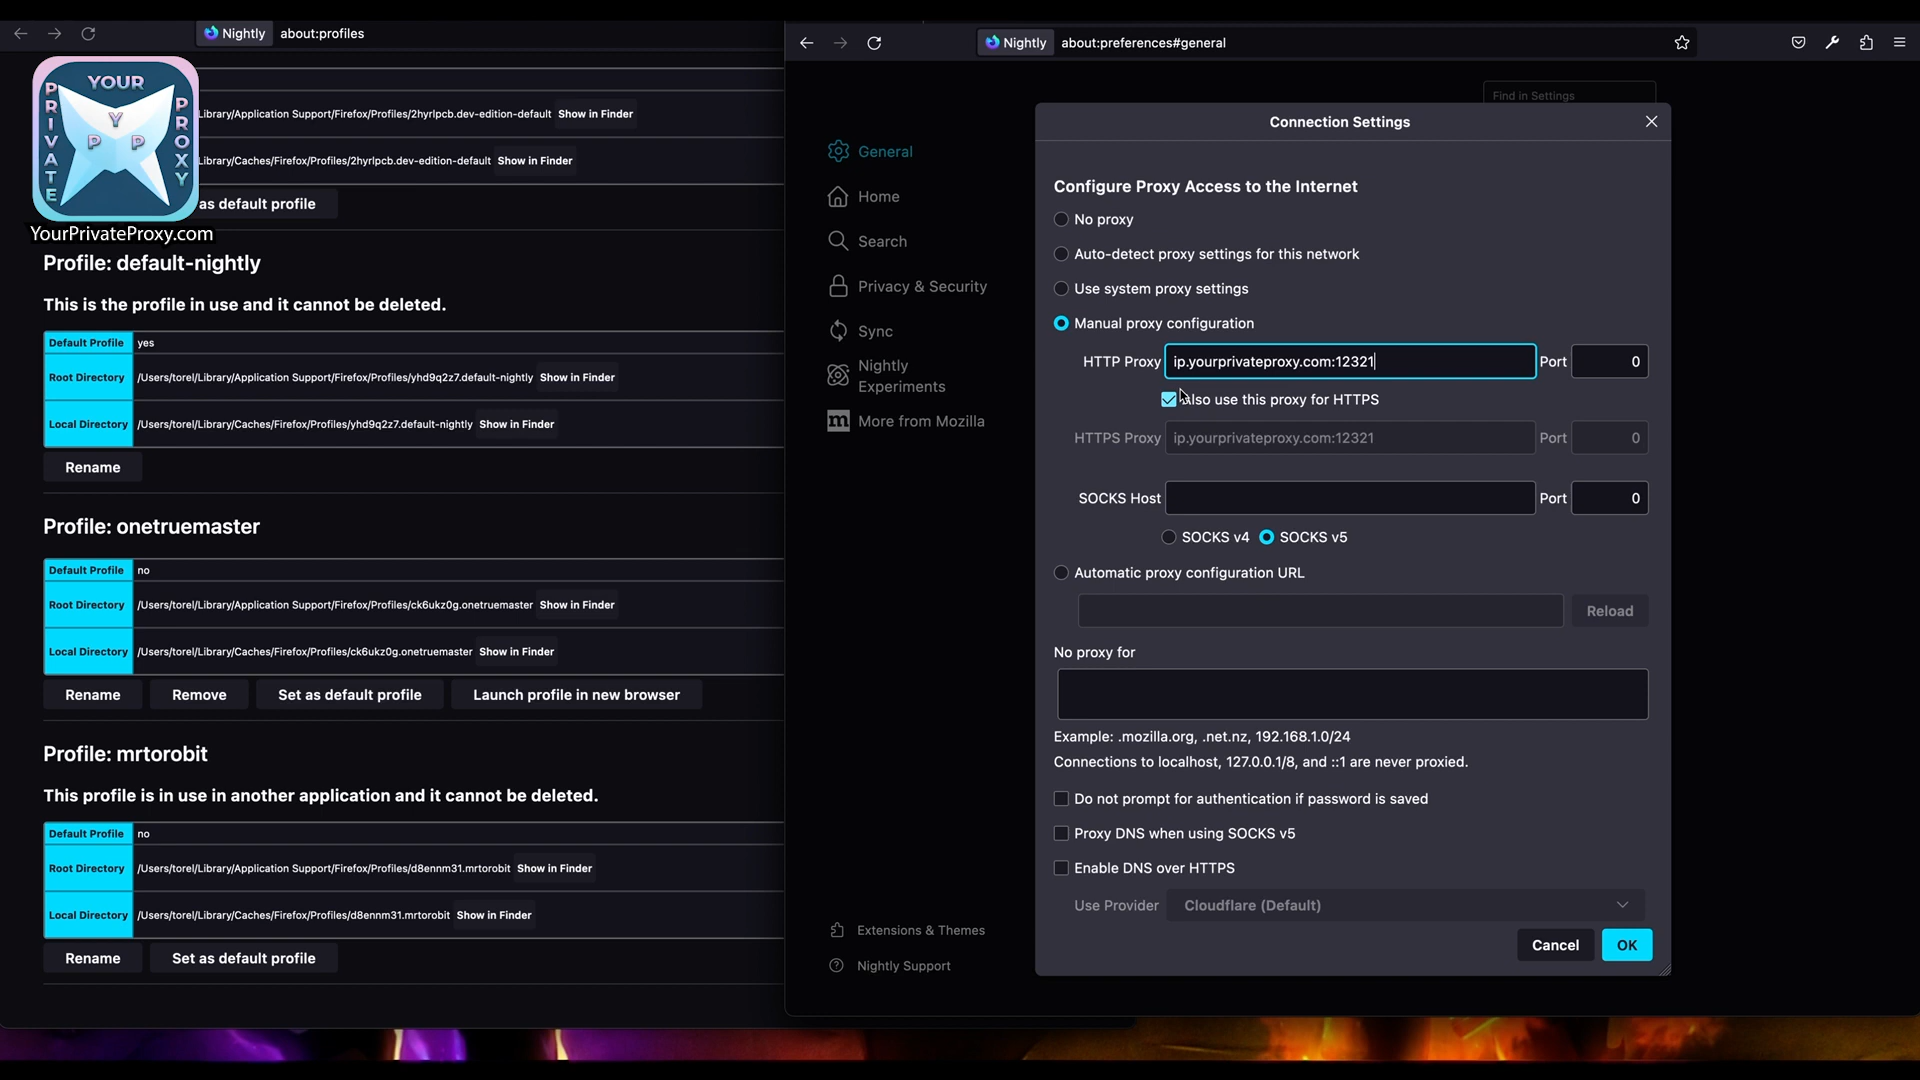 Nightly
about:profiles
YOUR
PRIVATE
PROXY
Y
P P
YourPrivateProxy.com
Library/Application Support/Firefox/Profiles/2hyrlpcb.dev-edition-default Show in Finder
Library/Caches/Firefox/Profiles/2hyrlpcb.dev-edition-default Show in Finder
as default profile
Profile: default-nightly
This is the profile in use and it cannot be deleted.
Default Profile yes
Root Directory /Users/torel/Library/Application Support/Firefox/Profiles/yhd9q2z7.default-nightly Show in Finder
Local Directory /Users/torel/Library/Caches/Firefox/Profiles/yhd9q2z7.default-nightly Show in Finder
Rename
Profile: onetruemaster
Default Profile no
Root Directory /Users/torel/Library/Application Support/Firefox/Profiles/ck6ukz0g.onetruemaster Show in Finder
Local Directory /Users/torel/Library/Caches/Firefox/Profiles/ck6ukz0g.onetruemaster Show in Finder
Rename Remove Set as default profile Launch profile in new browser
Profile: mrtorobit
This profile is in use in another application and it cannot be deleted.
Default Profile no
Root Directory /Users/torel/Library/Application Support/Firefox/Profiles/d8ennm31.mrtorobit Show in Finder
Local Directory /Users/torel/Library/Caches/Firefox/Profiles/d8ennm31.mrtorobit Show in Finder
Rename Set as default profile
Nightly
about:preferences#general
Find in Settings
General
Home
Search
Privacy & Security
Sync
Nightly
Experiments
m More from Mozilla
Extensions & Themes
Nightly Support
Connection Settings
Configure Proxy Access to the Internet
No proxy
Auto-detect proxy settings for this network
Use system proxy settings
Manual proxy configuration
HTTP Proxy ip.yourprivateproxy.com:12321 Port 0
Also use this proxy for HTTPS
HTTPS Proxy ip.yourprivateproxy.com:12321 Port 0
SOCKS Host Port 0
SOCKS v4 SOCKS v5
Automatic proxy configuration URL
Reload
No proxy for
Example: .mozilla.org, .net.nz, 192.168.1.0/24
Connections to localhost, 127.0.0.1/8, and ::1 are never proxied.
Do not prompt for authentication if password is saved
Proxy DNS when using SOCKS v5
Enable DNS over HTTPS
Use Provider Cloudflare (Default)
Cancel OK